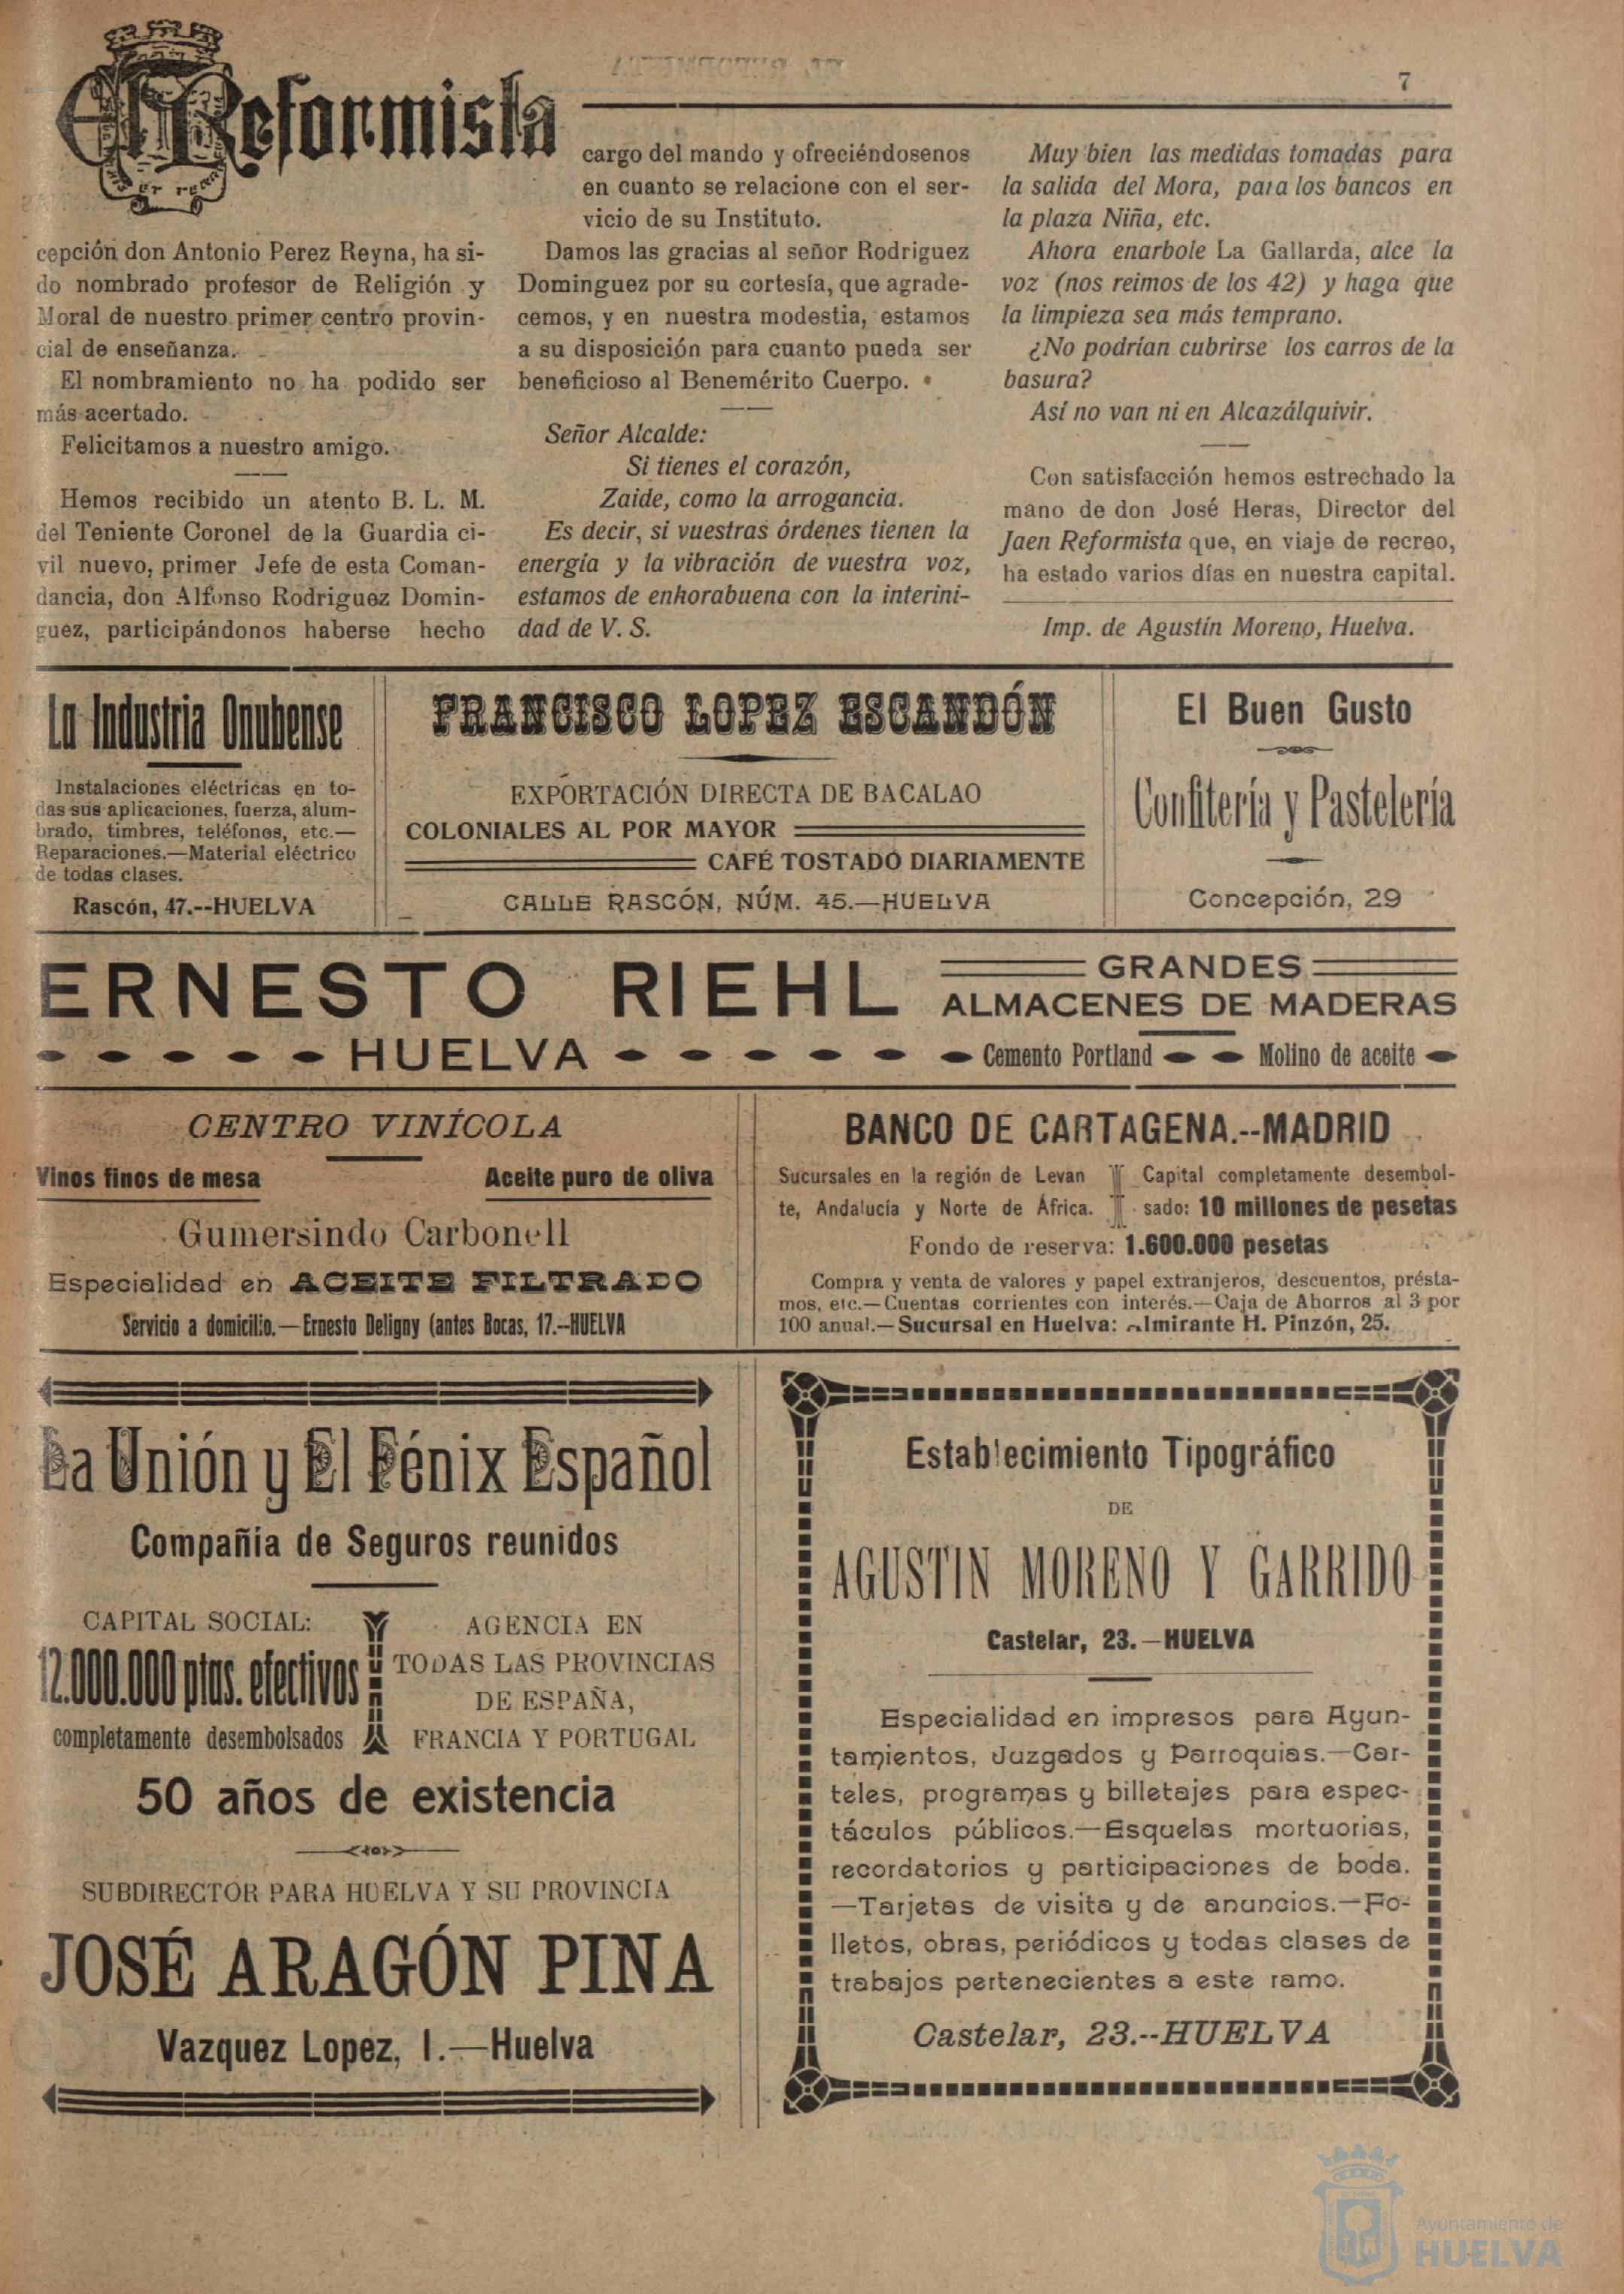 7
El Reformista
cepción don Antonio Perez Reyna, ha si-
do nombrado profesor de Religión y
Moral de nuestro primer centro provin-
cial de enseñanza.
El nombramiento no ha podido ser
más acertado.
Felicitamos a nuestro amigo.
Hemos recibido un atento B. L. M.
del Teniente Coronel de la Guardia ci-
vil nuevo, primer Jefe de esta Coman-
dancia, don Alfonso Rodriguez Domin-
guez, participándonos haberse hecho
cargo del mando y ofreciéndosenos
en cuanto se relacione con el ser-
vicio de su Instituto.
Damos las gracias al señor Rodriguez
Dominguez por su cortesía, que agrade-
cemos, y en nuestra modestia, estamos
a su disposición para cuanto pueda ser
beneficioso al Benemérito Cuerpo.
Señor Alcalde:
Si tienes el corazón,
Zaide, como la arrogancia.
Es decir, si vuestras órdenes tienen la
energía y la vibración de vuestra voz,
estamos de enhorabuena con la interini-
dad de V. S.
Muy bien las medidas tomadas para
la salida del Mora, para los bancos en
la plaza Niña, etc.
Ahora enarbole La Gallarda, alce la
voz (nos reimos de los 42) y haga que
la limpieza sea más temprano.
¿No podrían cubrirse los carros de la
basura?
Así no van ni en Alcazálquivir.
Con satisfacción hemos estrechado la
mano de don José Heras, Director del
Jaen Reformista que, en viaje de recreo,
ha estado varios días en nuestra capital.
Imp. de Agustín Moreno, Huelva.
La Industria Onubense
Instalaciones eléctricas en to-
das sus aplicaciones, fuerza, alum-
brado, timbres, teléfonos, etc.—
Reparaciones.—Material eléctrico
de todas clases.
Rascón, 47.--HUELVA
FRANCISCO LOPEZ ESCANDÓN
EXPORTACIÓN DIRECTA DE BACALAO
COLONIALES AL POR MAYOR
CAFÉ TOSTADO DIARIAMENTE
CALLE RASCÓN, NÚM. 45.—HUELVA
El Buen Gusto
Confitería y Pastelería
Concepción, 29
ERNESTO RIEHL
HUELVA
GRANDES
ALMACENES DE MADERAS
Cemento Portland Molino de aceite
CENTRO VINÍCOLA
Vinos finos de mesa Aceite puro de oliva
Gumersindo Carbonell
Especialidad en ACEITE FILTRADO
Servicio a domicilio.—Ernesto Deligny (antes Bocas, 17.--HUELVA
BANCO DE CARTAGENA.--MADRID
Sucursales en la región de Levan
te, Andalucía y Norte de África.
Capital completamente desembol-
sado: 10 millones de pesetas
Fondo de reserva: 1.600.000 pesetas
Compra y venta de valores y papel extranjeros, descuentos, présta-
mos, etc.—Cuentas corrientes con interés.—Caja de Ahorros al 3 por
100 anual.—Sucursal en Huelva: Almirante H. Pinzón, 25.
La Unión y El Fénix Español
Compañia de Seguros reunidos
CAPITAL SOCIAL:
12.000.000 ptas. efectivos
completamente desembolsados
AGENCIA EN
TODAS LAS PROVINCIAS
DE ESPAÑA,
FRANCIA Y PORTUGAL
50 años de existencia
SUBDIRECTOR PARA HUELVA Y SU PROVINCIA
JOSÉ ARAGÓN PINA
Vazquez Lopez, 1.—Huelva
Establecimiento Tipográfico
DE
AGUSTIN MORENO Y GARRIDO
Castelar, 23.—HUELVA
Especialidad en impresos para Ayun-
tamientos, Juzgados y Parroquias.—Car-
teles, programas y billetajes para espec-
táculos públicos.—Esquelas mortuorias,
recordatorios y participaciones de boda.
—Tarjetas de visita y de anuncios.—Fo-
lletos, obras, periódicos y todas clases de
trabajos pertenecientes a este ramo.
Castelar, 23.--HUELVA
Ayuntamiento de
HUELVA